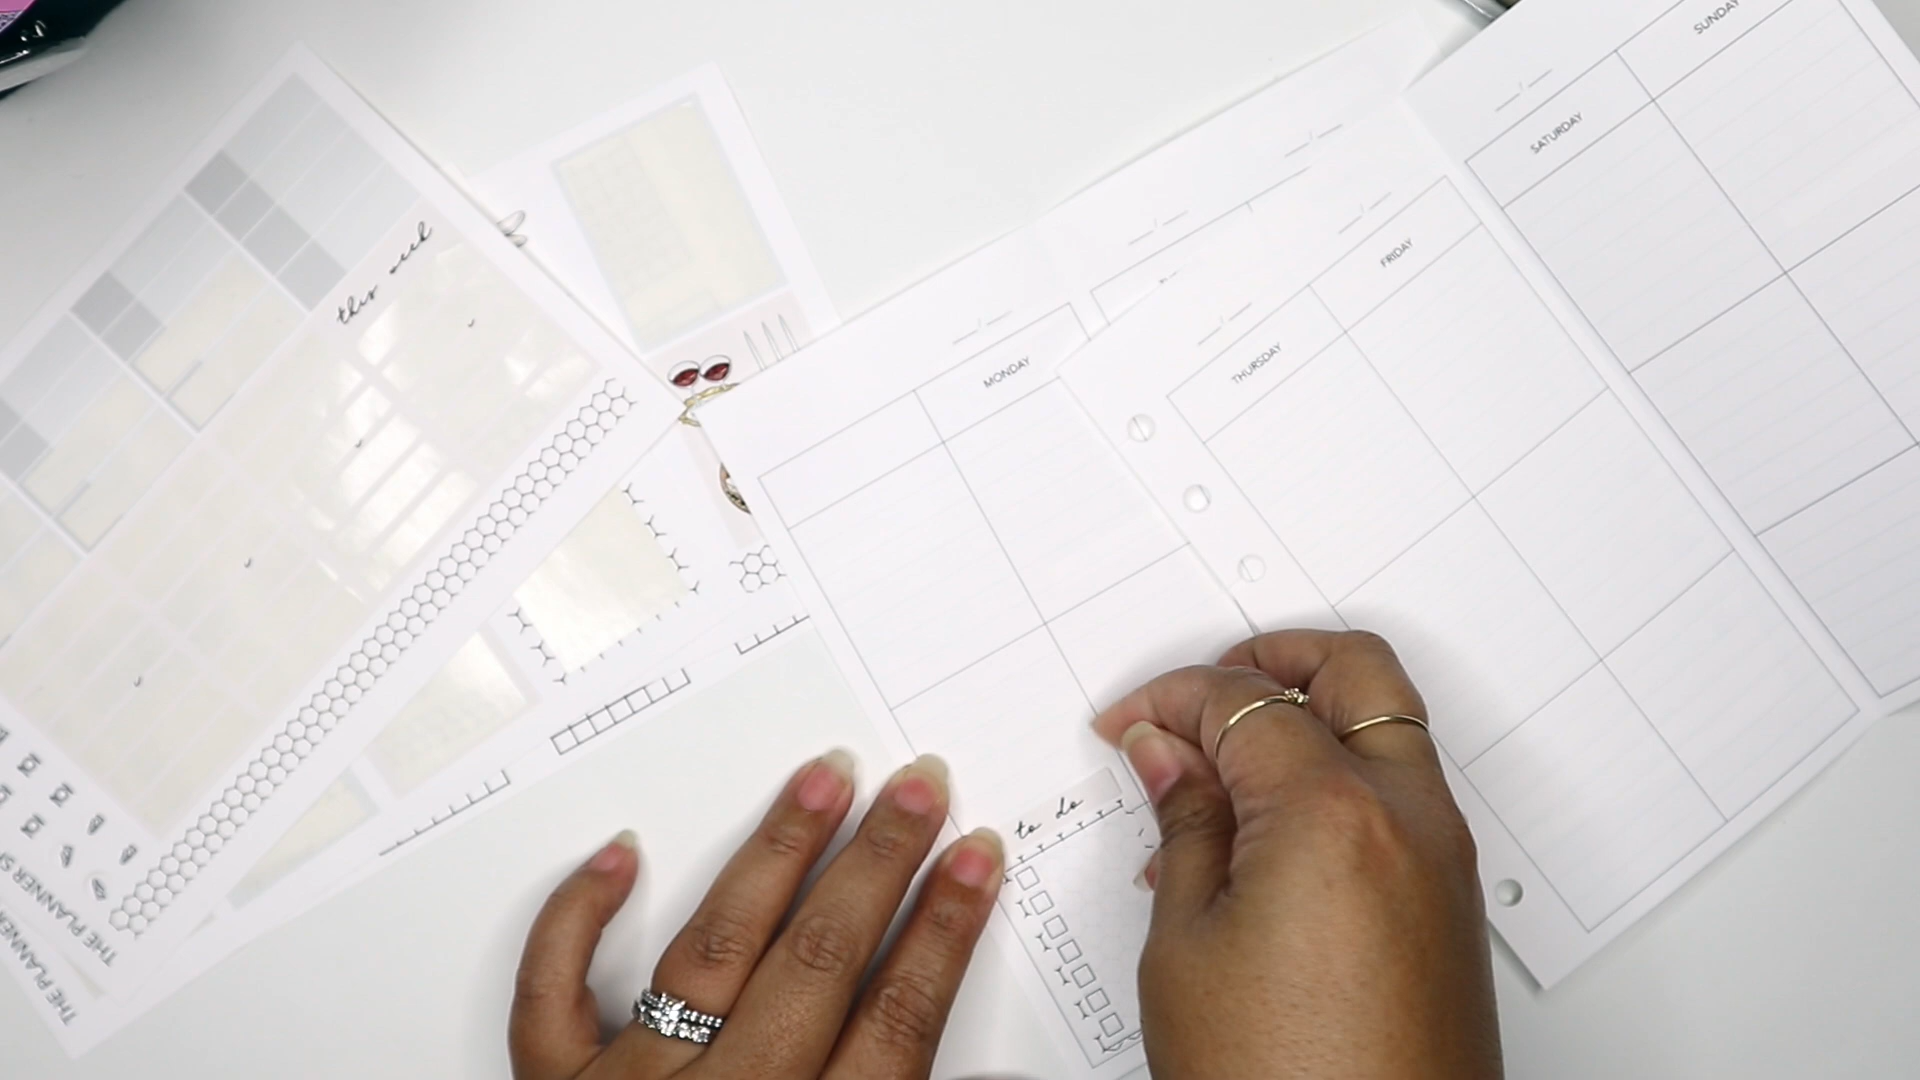 this week
THE PLANNER
THE PLANNER S
to do
MONDAY
THURSDAY
FRIDAY
SATURDAY
SUNDAY